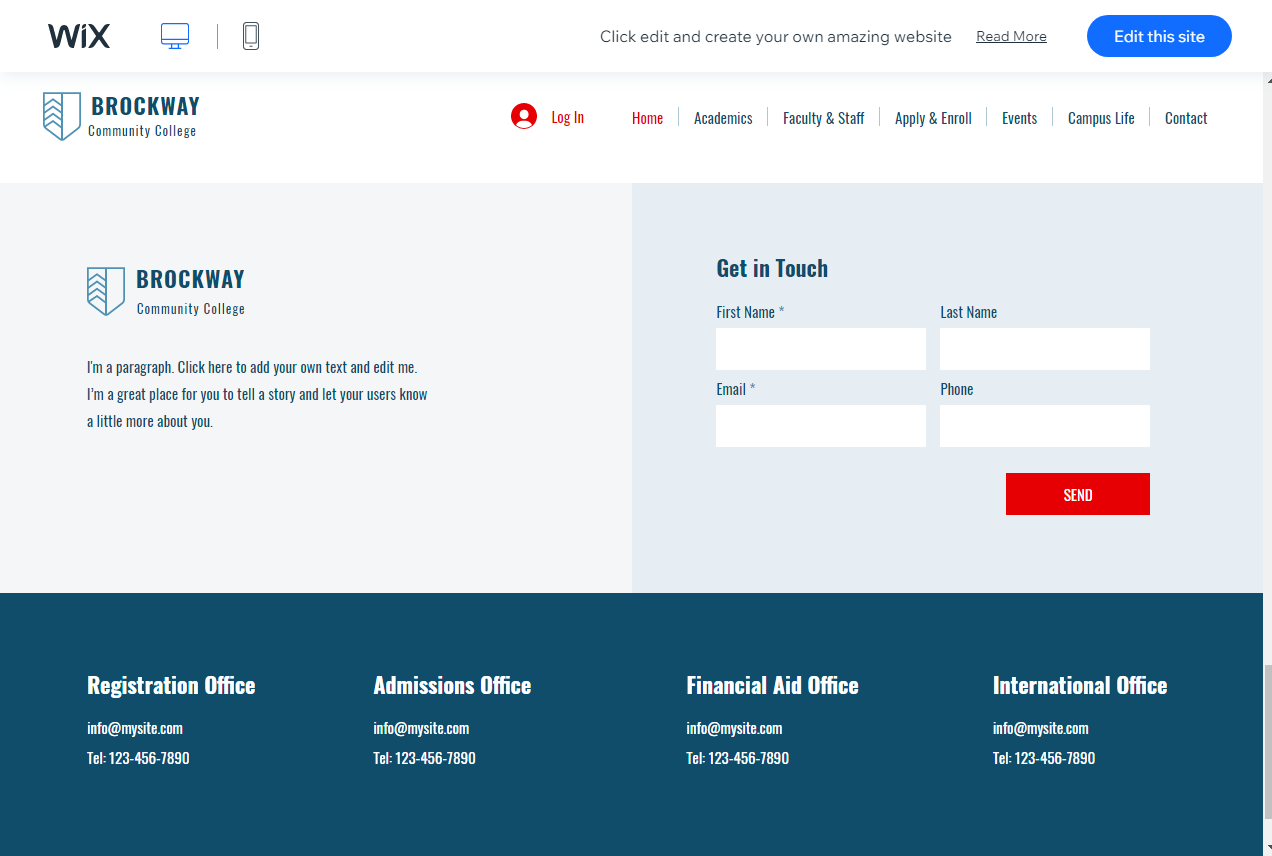 WiX
Click edit and create your own amazing website
Read More
Edit this site
BROCKWAY
Community College
Log In
Home
Academics
Faculty & Staff
Apply & Enroll
Events
Campus Life
Contact
BROCKWAY
Community College
I'm a paragraph. Click here to add your own text and edit me.
I’m a great place for you to tell a story and let your users know
a little more about you.
Get in Touch
First Name *
Last Name
Email *
Phone
SEND
Registration Office
info@mysite.com
Tel: 123-456-7890
Admissions Office
info@mysite.com
Tel: 123-456-7890
Financial Aid Office
info@mysite.com
Tel: 123-456-7890
International Office
info@mysite.com
Tel: 123-456-7890